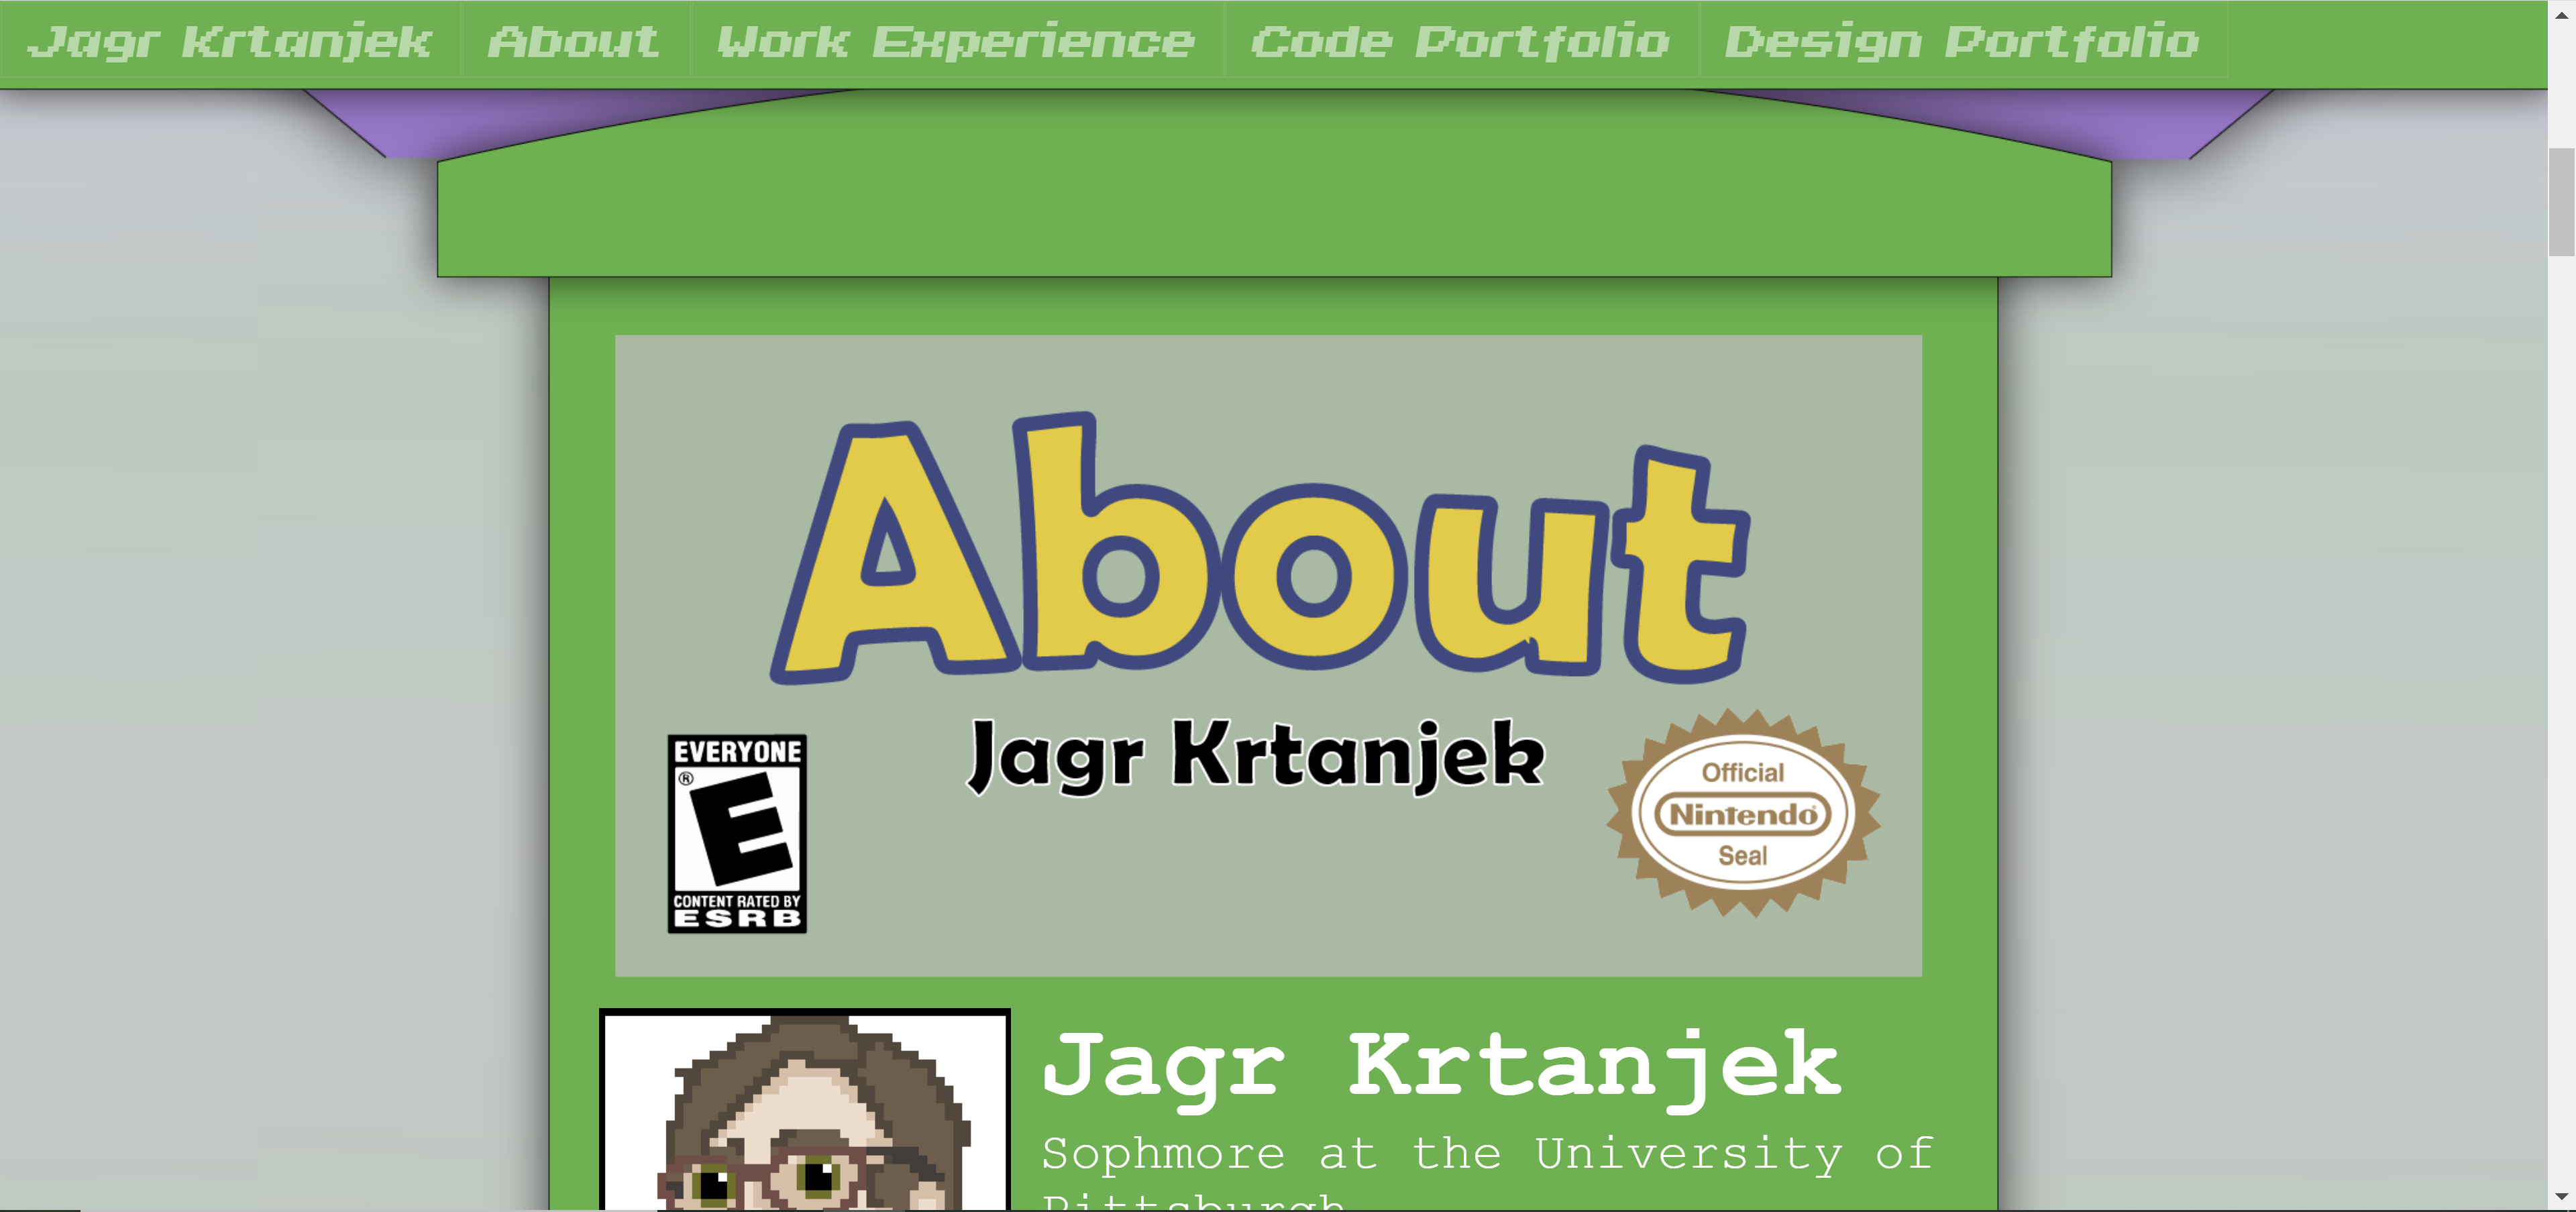 Jagr Krtanjek About Work Experience Code Portfolio Design Portfolio
About
Jagr Krtanjek
EVERYONE
®
E
CONTENT RATED BY
ESRB
Official
Nintendo®
Seal
Jagr Krtanjek
Sophmore at the University of
Pittsburgh